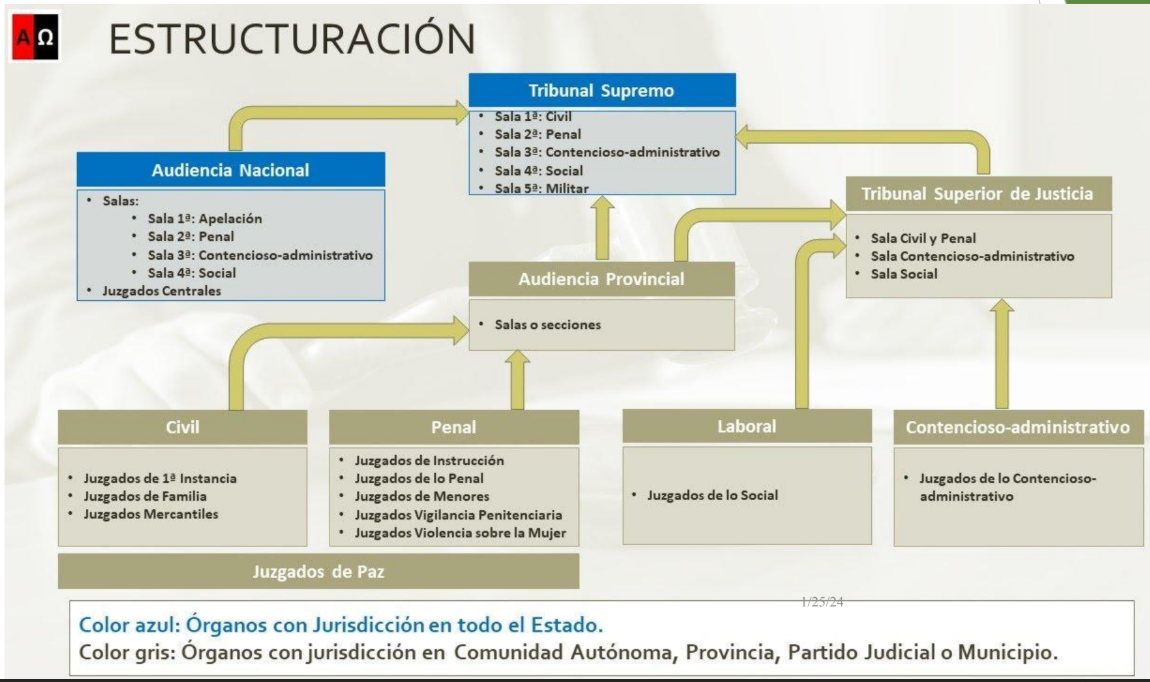 AΩ
ESTRUCTURACIÓN
Tribunal Supremo
• Sala 1ª: Civil
• Sala 2ª: Penal
• Sala 3ª: Contencioso-administrativo
• Sala 4ª: Social
• Sala 5ª: Militar
Audiencia Nacional
• Salas:
• Sala 1ª: Apelación
• Sala 2ª: Penal
• Sala 3ª: Contencioso-administrativo
• Sala 4ª: Social
• Juzgados Centrales
Tribunal Superior de Justicia
• Sala Civil y Penal
• Sala Contencioso-administrativo
• Sala Social
Audiencia Provincial
• Salas o secciones
Civil
• Juzgados de 1ª Instancia
• Juzgados de Familia
• Juzgados Mercantiles
Penal
• Juzgados de Instrucción
• Juzgados de lo Penal
• Juzgados de Menores
• Juzgados Vigilancia Penitenciaria
• Juzgados Violencia sobre la Mujer
Laboral
• Juzgados de lo Social
Contencioso-administrativo
• Juzgados de lo Contencioso-
administrativo
Juzgados de Paz
1/25/24
Color azul: Órganos con Jurisdicción en todo el Estado.
Color gris: Órganos con jurisdicción en Comunidad Autónoma, Provincia, Partido Judicial o Municipio.